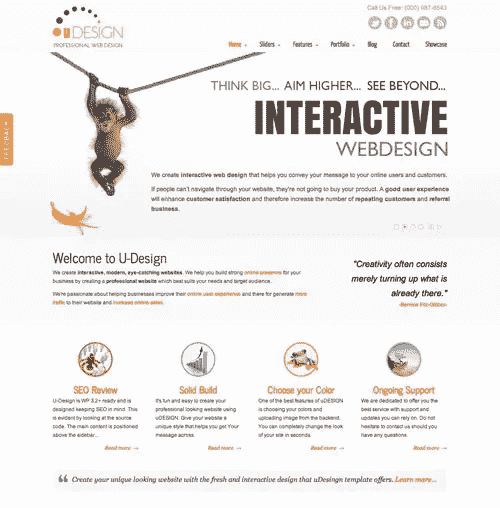 Call Us Free: (000) 987-6543
uDESIGN
PROFESSIONAL WEB DESIGN
Home Sliders Features Portfolio Blog Contact Showcase
FEEDBACK
THINK BIG... AIM HIGHER... SEE BEYOND...
INTERACTIVE
WEBDESIGN
We create interactive web design that helps you convey your message to your online users and customers.
If people can't navigate through your website, they're not going to buy your product. A good user experience
will enhance customer satisfaction and therefore increase the number of repeating customers and referral
business.
Welcome to U-Design
We create interactive, modern, eye-catching websites. We help you build strong online presence for your
business by creating a professional website which best suits your needs and target audience.
We're passionate about helping businesses improve their online user experience and there for generate more
traffic to their website and increase online sales.
"Creativity often consists
merely turning up what is
already there."
-Bernice Fitz-Gibbon
SEO Review
U-Design is WP 3.2+ ready and is
designed keeping SEO in mind. This
is evident by looking at the source
code. The main content is positioned
above the sidebar...
Read more →
Solid Build
It's fun and easy to create your
professional looking website using
uDESIGN. Give your website a
unique style that helps you get Your
message across.
Read more →
Choose your Color
One of the best features of uDESIGN
is choosing your colors and
uploading image from the backend.
You can completely change the look
of your site in seconds.
Read more →
Ongoing Support
We are dedicated to offer you the
best service with support and
updates you can rely on. Do not
hesitate to contact us should you
have any questions.
Read more →
Create your unique looking website with the fresh and interactive design that uDesign template offers. Learn more...